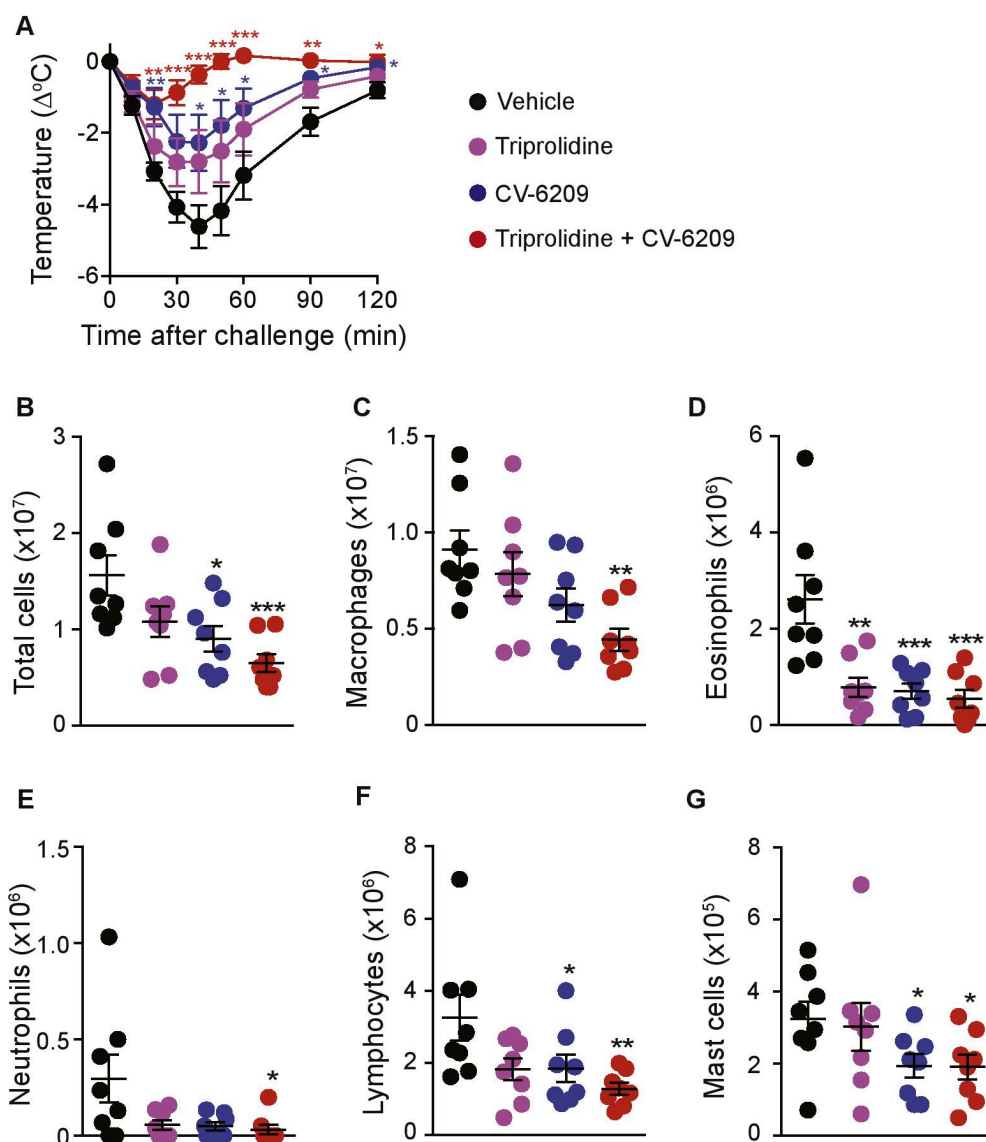 A
Temperature (Δ°C)
0
-2
-4
-6
** *** *** *** *** ** *
** * * * * *
0 30 60 90 120
Time after challenge (min)
Vehicle
Triprolidine
CV-6209
Triprolidine + CV-6209
B
Total cells (x10⁷)
3
2
1
0
* ***
C
Macrophages (x10⁷)
1.5
1.0
0.5
0
**
D
Eosinophils (x10⁶)
6
4
2
0
** *** ***
E
Neutrophils (x10⁶)
1.5
1.0
0.5
0
*
F
Lymphocytes (x10⁶)
8
6
4
2
0
* **
G
Mast cells (x10⁵)
8
6
4
2
0
* *